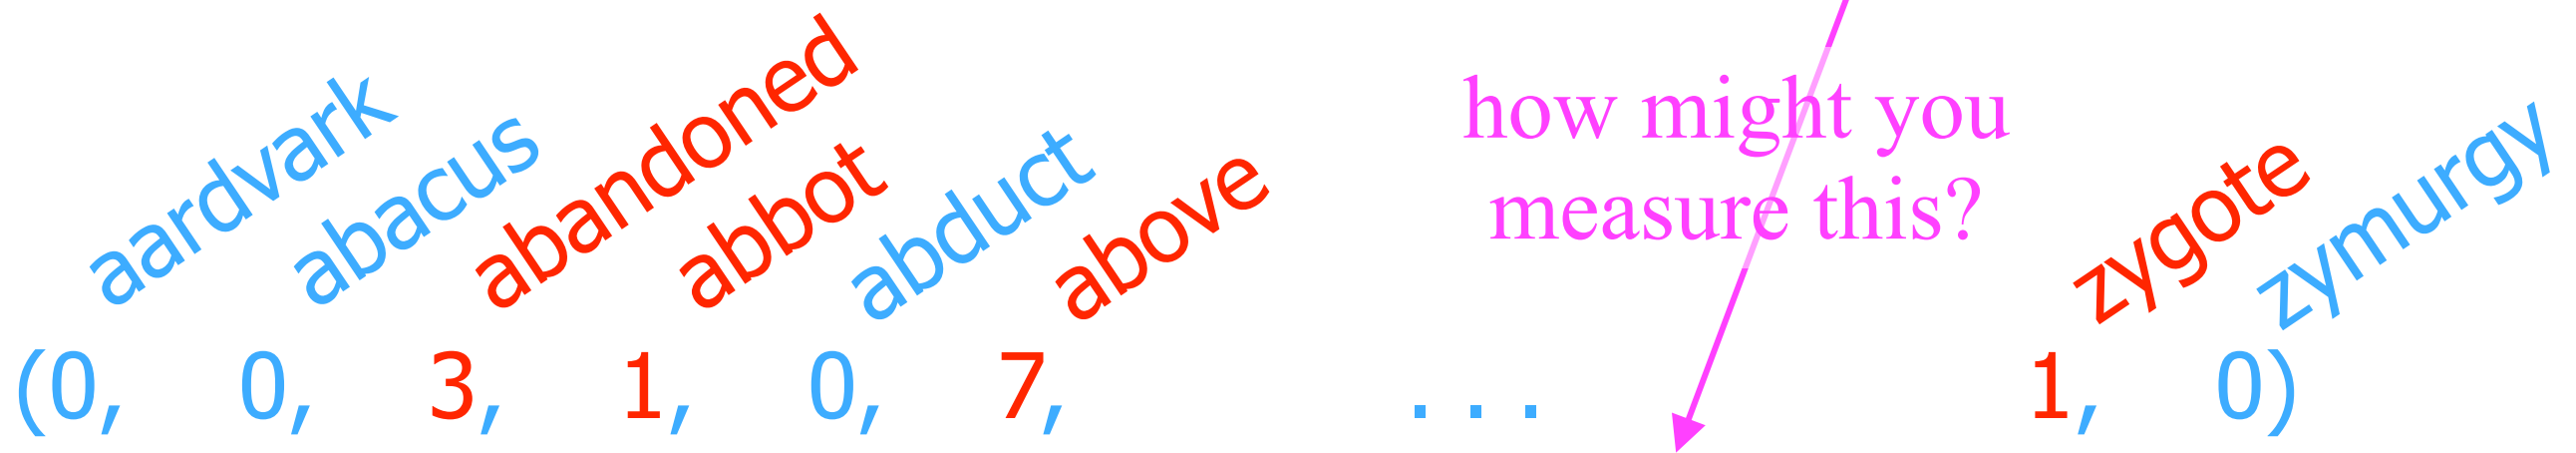 aardvark abacus abandoned abbot abduct above
how might you
measure this?
zygote zymurgy
(0, 0, 3, 1, 0, 7, . . . 1, 0)